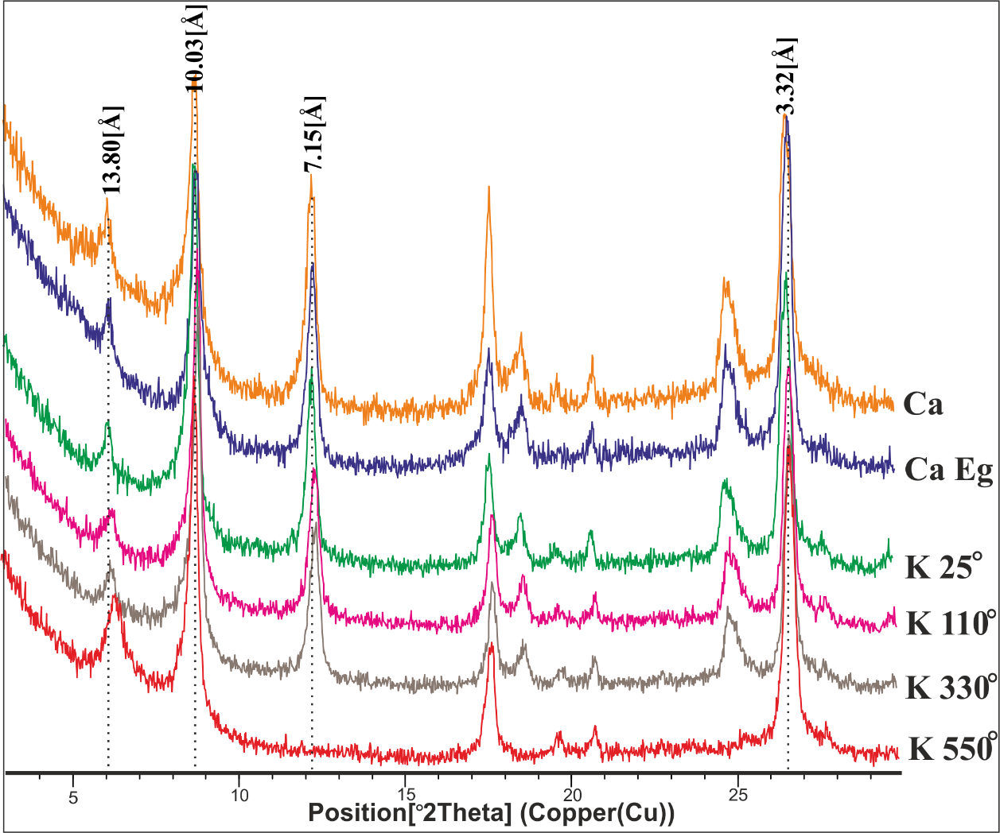 10.03[Å]
3.32[Å]
7.15[Å]
13.80[Å]
Ca
Ca Eg
K 25°
K 110°
K 330°
K 550°
5 10 15 20 25
Position[°2Theta] (Copper(Cu))